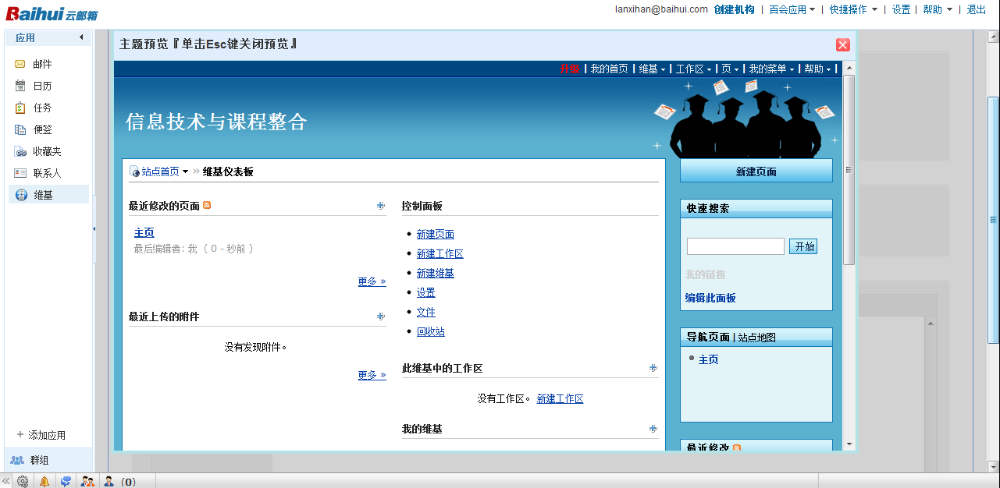 Baihui云邮箱
lanxihan@baihui.com 创建机构 | 百会应用 | 快捷操作 | 设置 | 帮助 | 退出
应用
邮件
日历
任务
便签
收藏夹
联系人
维基
添加应用
群组
(0)
主题预览『单击Esc键关闭预览』
升级 | 我的首页 | 维基 | 工作区 | 页 | 我的菜单 | 帮助 |
信息技术与课程整合
站点首页 » 维基仪表板
最近修改的页面
主页
最后编辑者: 我 ( 0 - 秒前 )
更多 »
最近上传的附件
没有发现附件。
更多 »
控制面板
新建页面
新建工作区
新建维基
设置
文件
回收站
此维基中的工作区
没有工作区。 新建工作区
我的维基
新建页面
快速搜索
开始
我的链接
编辑此面板
导航页面 | 站点地图
主页
最近修改